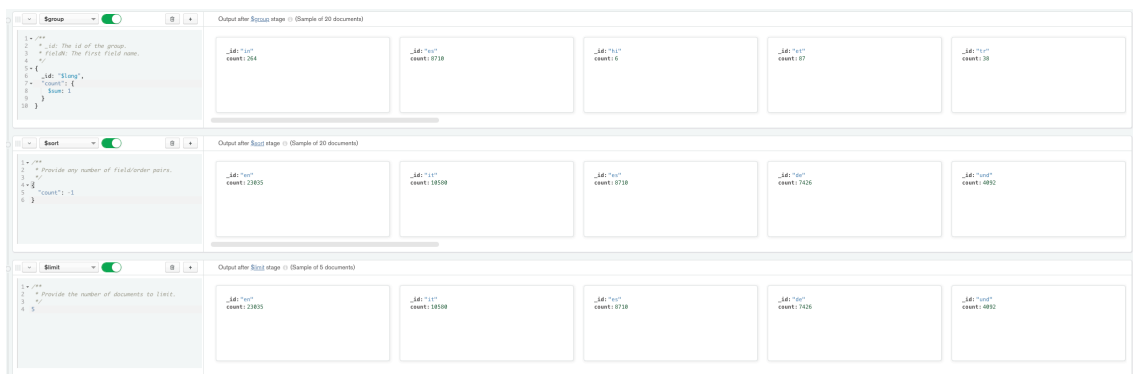 $group
Output after $group stage (Sample of 20 documents)
1 /**
2 * _id: The id of the group.
3 * fieldN: The first field name.
4 */
5 {
6 _id: "$lang",
7 "count": {
8 $sum: 1
9 }
10 }
_id: "in"
count: 264
_id: "es"
count: 8710
_id: "hi"
count: 6
_id: "et"
count: 87
_id: "tr"
count: 38
$sort
Output after $sort stage (Sample of 20 documents)
1 /**
2 * Provide any number of field/order pairs.
3 */
4 {
5 "count": -1
6 }
_id: "en"
count: 23035
_id: "it"
count: 10580
_id: "es"
count: 8710
_id: "de"
count: 7426
_id: "und"
count: 4092
$limit
Output after $limit stage (Sample of 5 documents)
1 /**
2 * Provide the number of documents to limit.
3 */
4 5
_id: "en"
count: 23035
_id: "it"
count: 10580
_id: "es"
count: 8710
_id: "de"
count: 7426
_id: "und"
count: 4092